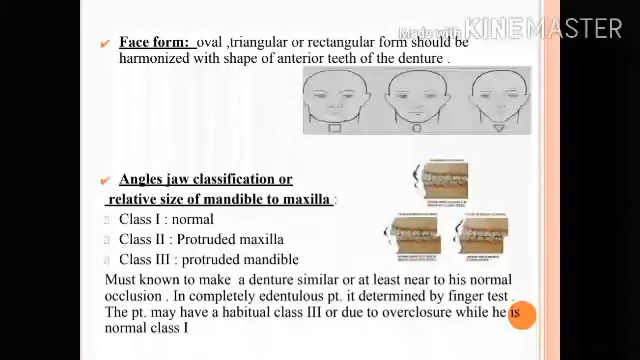 Made with KINEMASTER
Face form: oval ,triangular or rectangular form should be
harmonized with shape of anterior teeth of the denture .
Angles jaw classification or
relative size of mandible to maxilla :
Class I : normal
Class II : Protruded maxilla
Class III : protruded mandible
Must known to make a denture similar or at least near to his normal
occlusion . In completely edentulous pt. it determined by finger test .
The pt. may have a habitual class III or due to overclosure while he is
normal class I